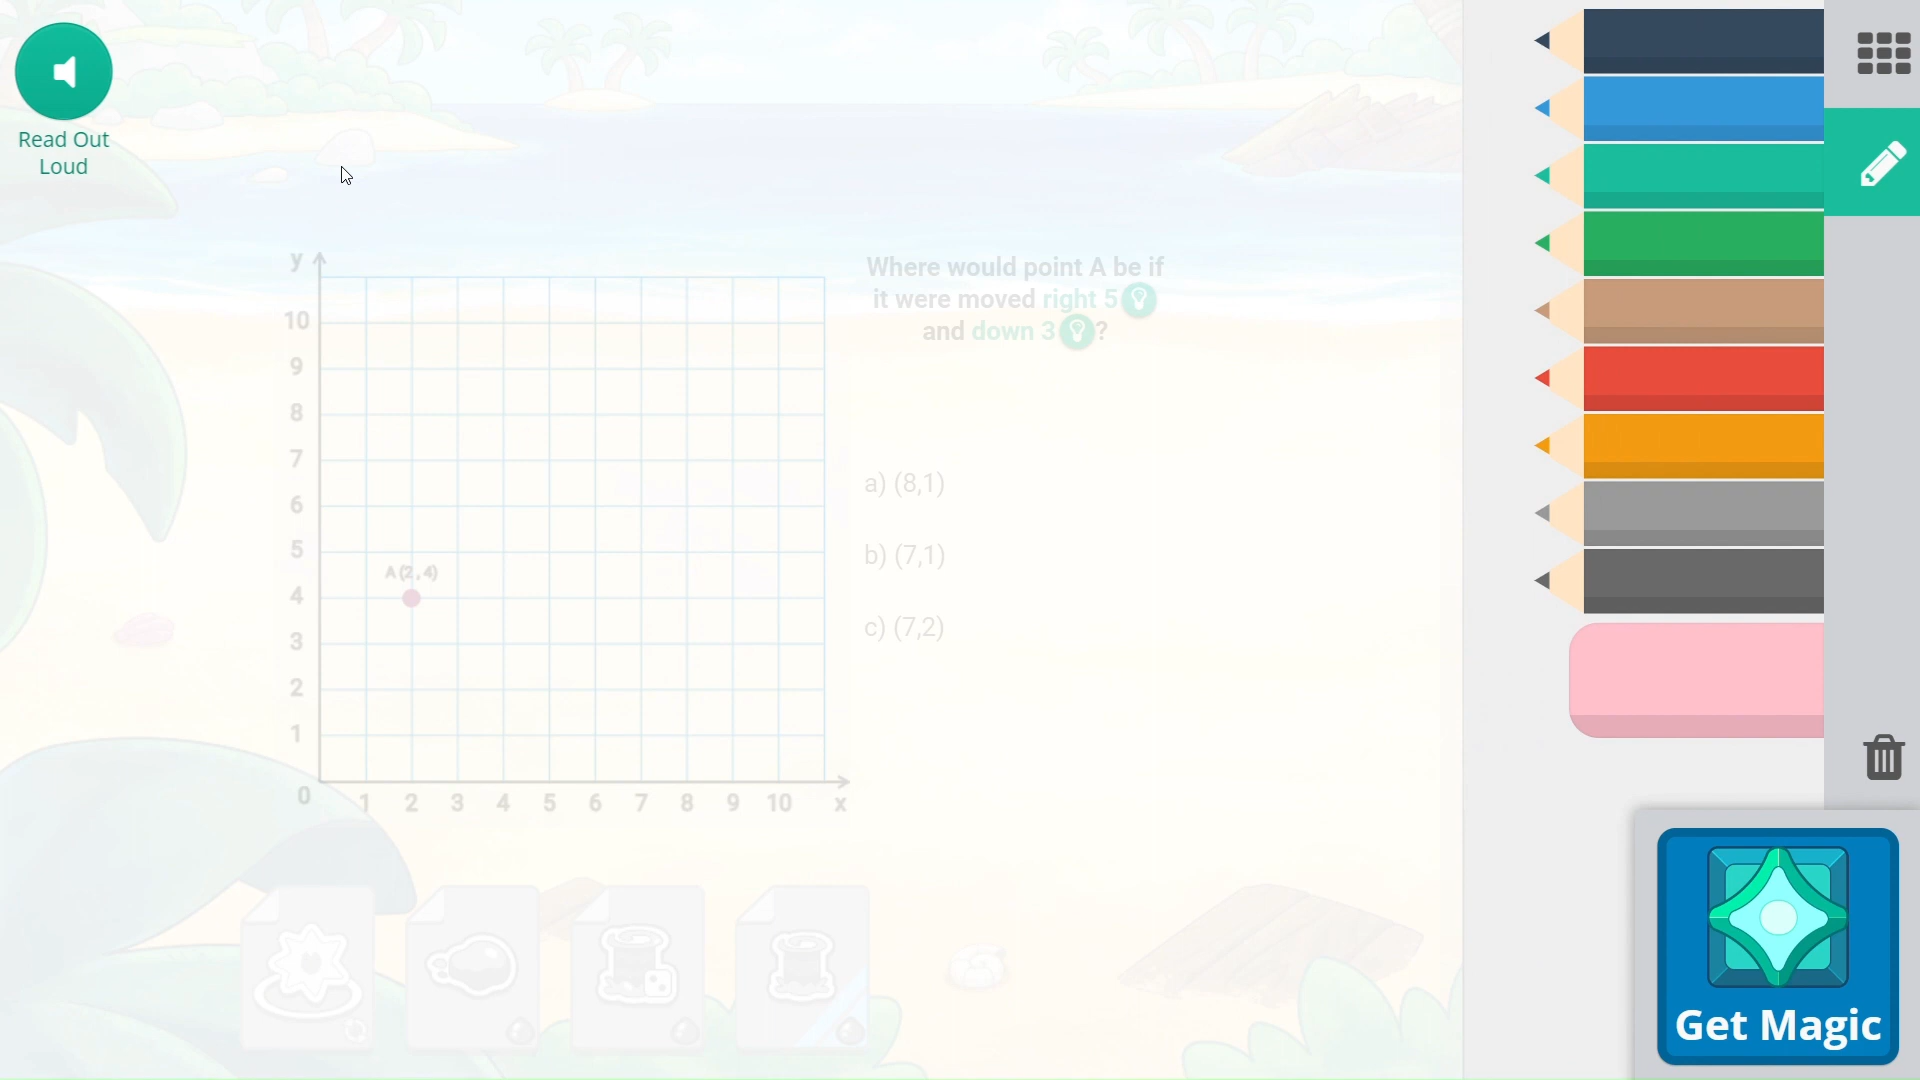 Read Out
Loud
y
10
9
8
7
6
5
4
3
2
1
0
A (2 , 4)
1 2 3 4 5 6 7 8 9 10 x
Where would point A be if
it were moved right 5
and down 3 ?
a) (8,1)
b) (7,1)
c) (7,2)
Get Magic